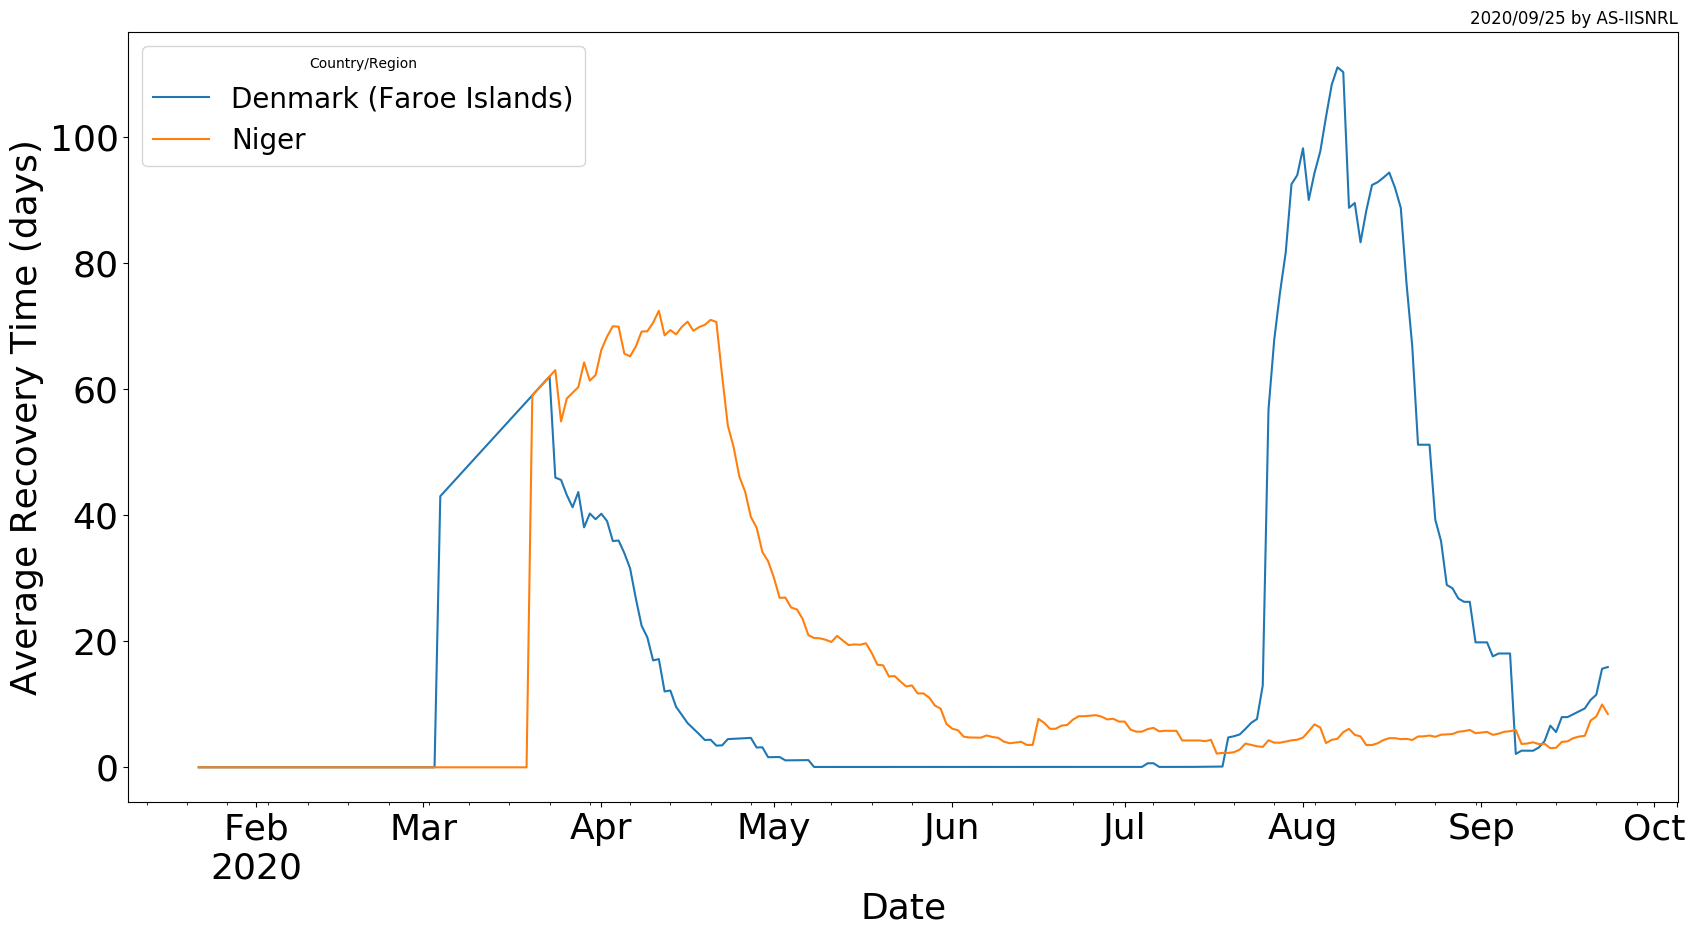 2020/09/25 by AS-IISNRL
Country/Region
Denmark (Faroe Islands)
Niger
Average Recovery Time (days)
100
80
60
40
20
0
Feb Mar Apr May Jun Jul Aug Sep Oct
2020
Date